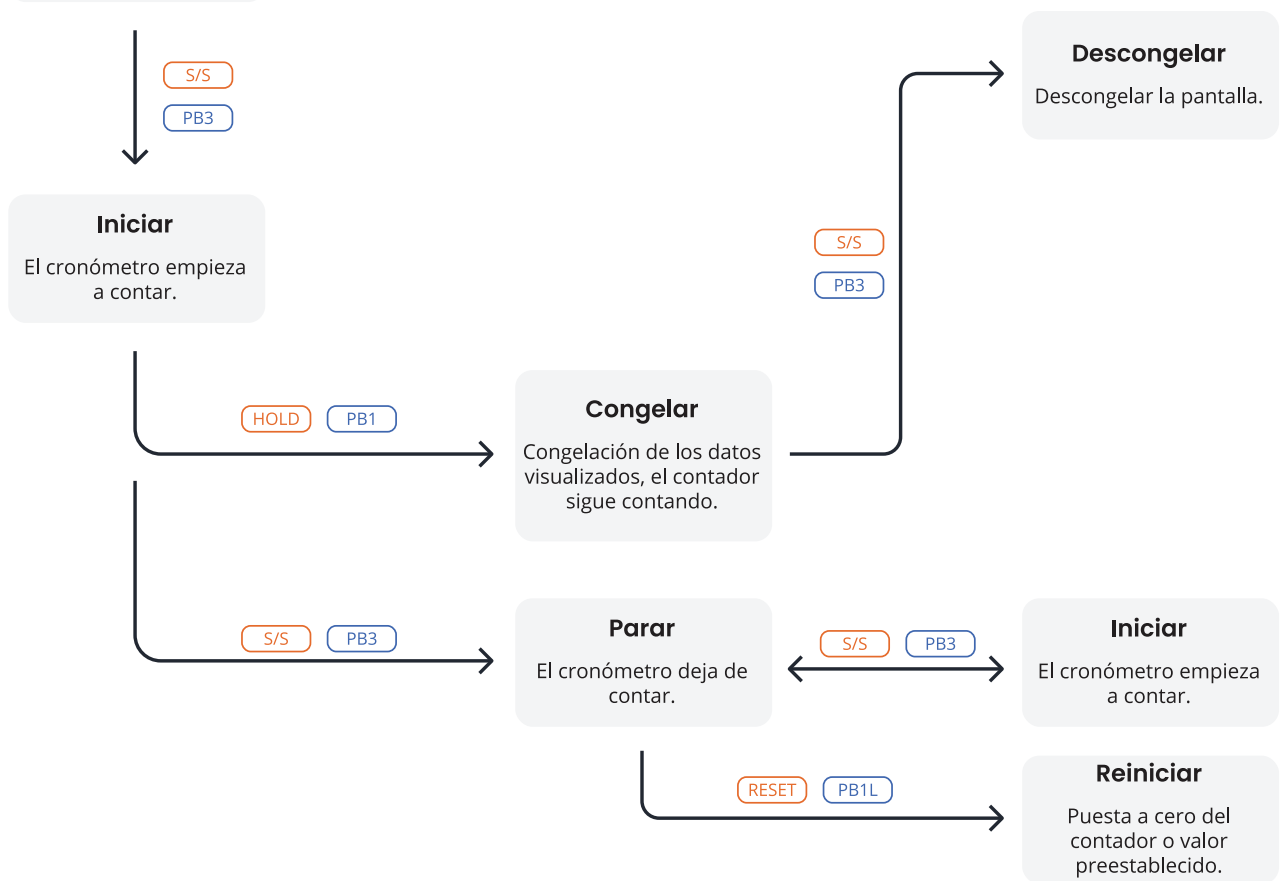 S/S
PB3
Iniciar
El cronómetro empieza
a contar.
HOLD PB1
Congelar
Congelación de los datos
visualizados, el contador
sigue contando.
S/S
PB3
Descongelar
Descongelar la pantalla.
S/S PB3
Parar
El cronómetro deja de
contar.
S/S PB3
Iniciar
El cronómetro empieza
a contar.
RESET PB1L
Reiniciar
Puesta a cero del
contador o valor
preestablecido.